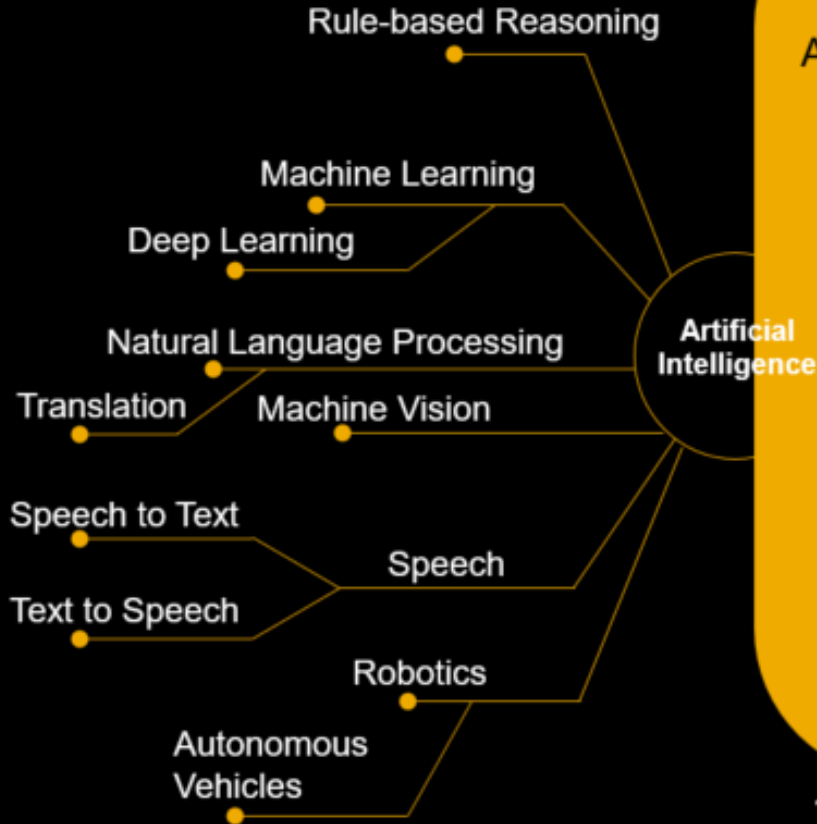 Rule-based Reasoning
Machine Learning
Deep Learning
Natural Language Processing
Translation
Machine Vision
Speech to Text
Speech
Text to Speech
Robotics
Autonomous
Vehicles
Artificial
Intelligence
A